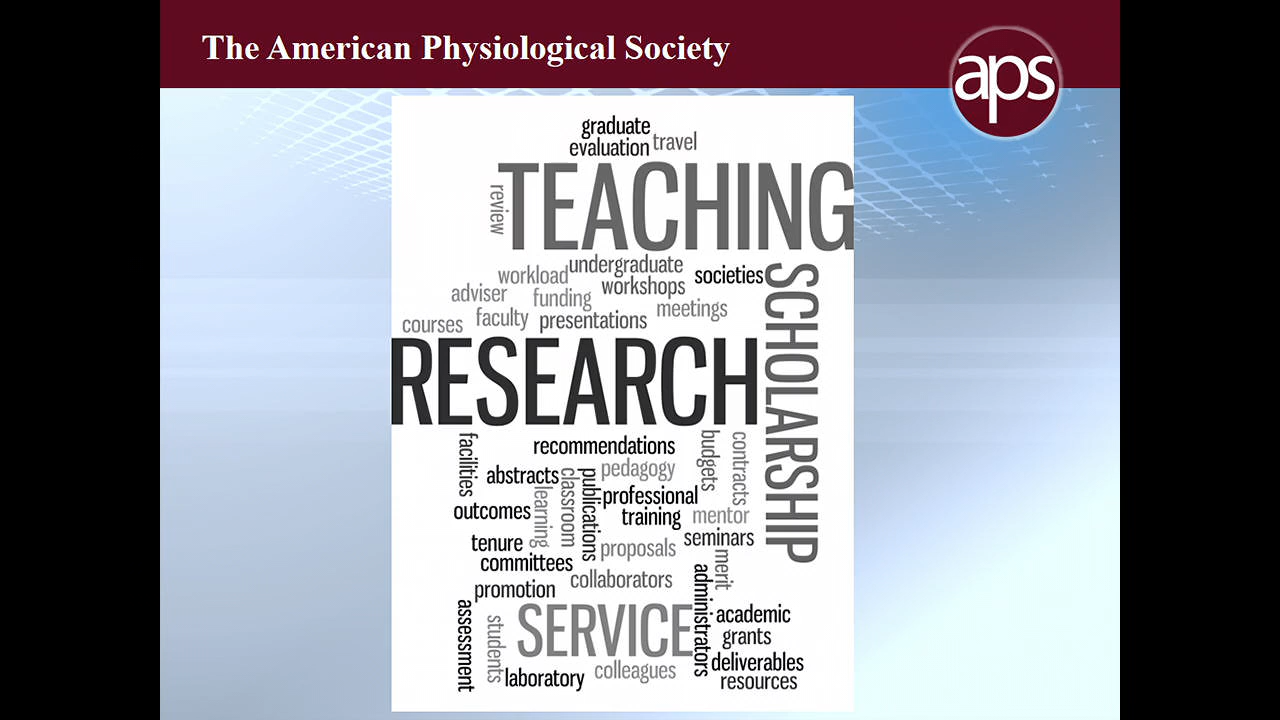 The American Physiological Society
aps
graduate
evaluation travel
TEACHING
review
undergraduate
workload
workshops
societies
adviser
funding
meetings
courses
faculty
presentations
SCHOLARSHIP
RESEARCH
facilities
recommendations
budgets
contracts
abstracts
pedagogy
learning
classroom
publications
professional
outcomes
training
mentor
tenure
seminars
proposals
committees
merit
collaborators
promotion
administrators
assessment
students
SERVICE
academic
grants
colleagues
deliverables
laboratory
resources